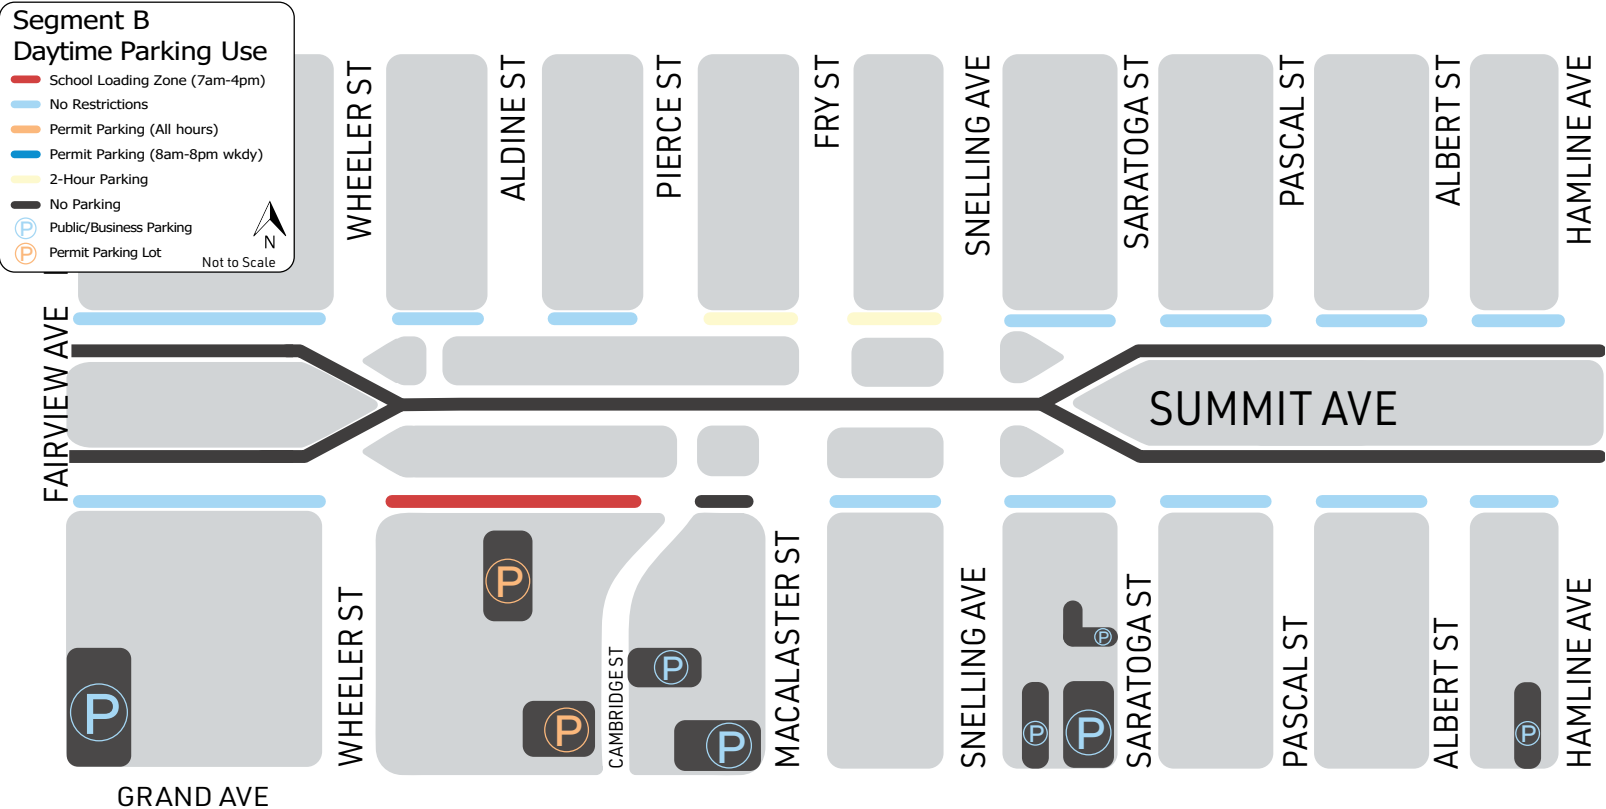 Segment B
Daytime Parking Use
School Loading Zone (7am-4pm)
No Restrictions
Permit Parking (All hours)
Permit Parking (8am-8pm wkdy)
2-Hour Parking
No Parking
P Public/Business Parking
P Permit Parking Lot
N
Not to Scale
WHEELER ST
ALDINE ST
PIERCE ST
FRY ST
SNELLING AVE
SARATOGA ST
PASCAL ST
ALBERT ST
HAMLINE AVE
FAIRVIEW AVE
SUMMIT AVE
WHEELER ST
CAMBRIDGE ST
MACALASTER ST
SNELLING AVE
SARATOGA ST
PASCAL ST
ALBERT ST
HAMLINE AVE
P
P
P
P
P
P
P
P
P
GRAND AVE